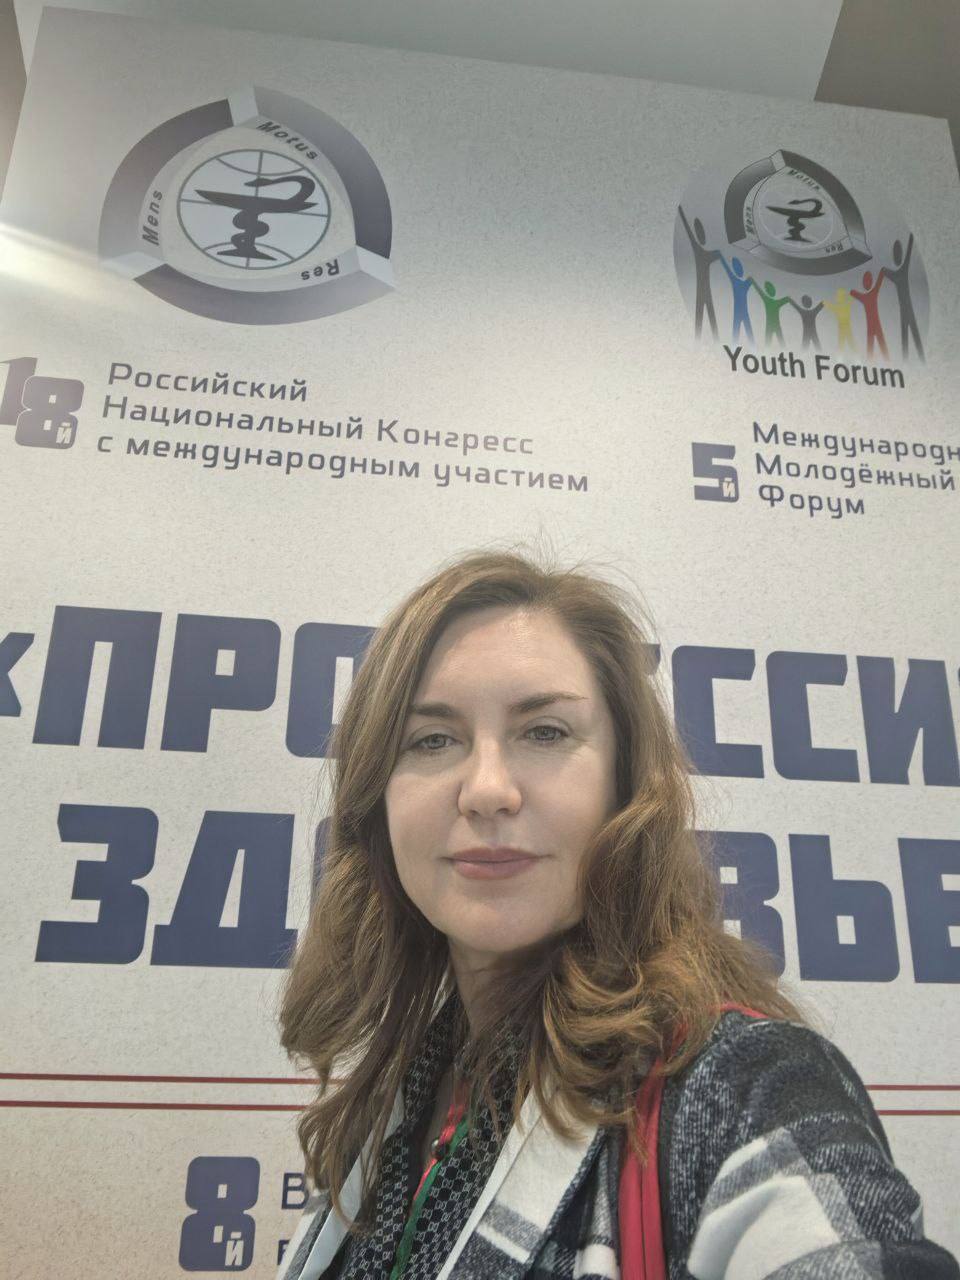 Mens Motus Res
Mens Motus Res
Youth Forum
18й
Российский
Национальный Конгресс
с международным участием
5й
Международн
Молодёжный
Форум
«ПРО ССИ
ЗД ВЬЕ
8й
В